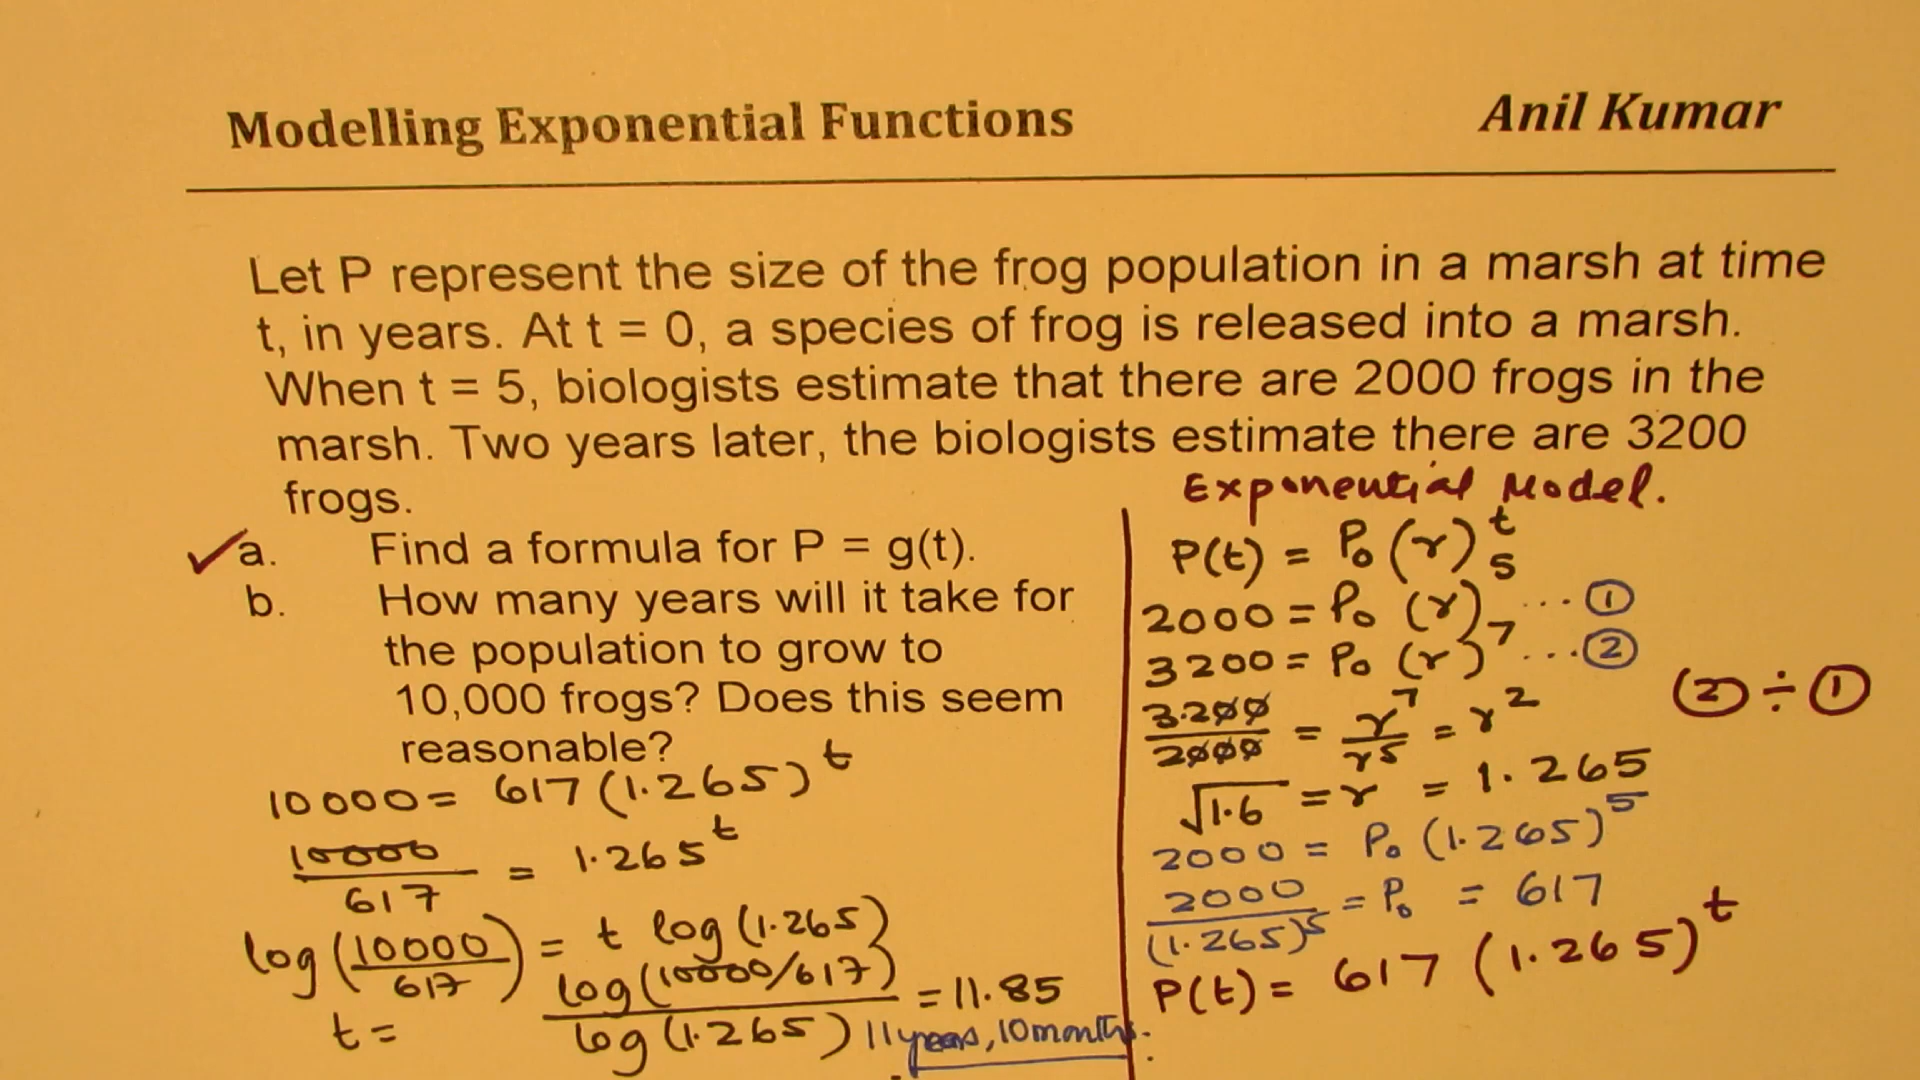 Modelling Exponential Functions
Anil Kumar
Let P represent the size of the frog population in a marsh at time
t, in years. At t = 0, a species of frog is released into a marsh.
When t = 5, biologists estimate that there are 2000 frogs in the
marsh. Two years later, the biologists estimate there are 3200
frogs.
a. Find a formula for P = g(t).
b. How many years will it take for
the population to grow to
10,000 frogs? Does this seem
reasonable?
10000 = 617 (1.265)^t
10000/617 = 1.265^t
log(10000/617) = t log(1.265)
t = log(10000/617)/log(1.265) = 11.85
11 years, 10 months.
Exponential Model.
P(t) = P₀ (r)^t
2000 = P₀ (r)^5 ... ①
3200 = P₀ (r)^7 ... ②
② ÷ ①
3200/2000 = r^7/r^5 = r^2
√1.6 = r = 1.265
2000 = P₀ (1.265)^5
2000/(1.265)^5 = P₀ = 617
P(t) = 617 (1.265)^t